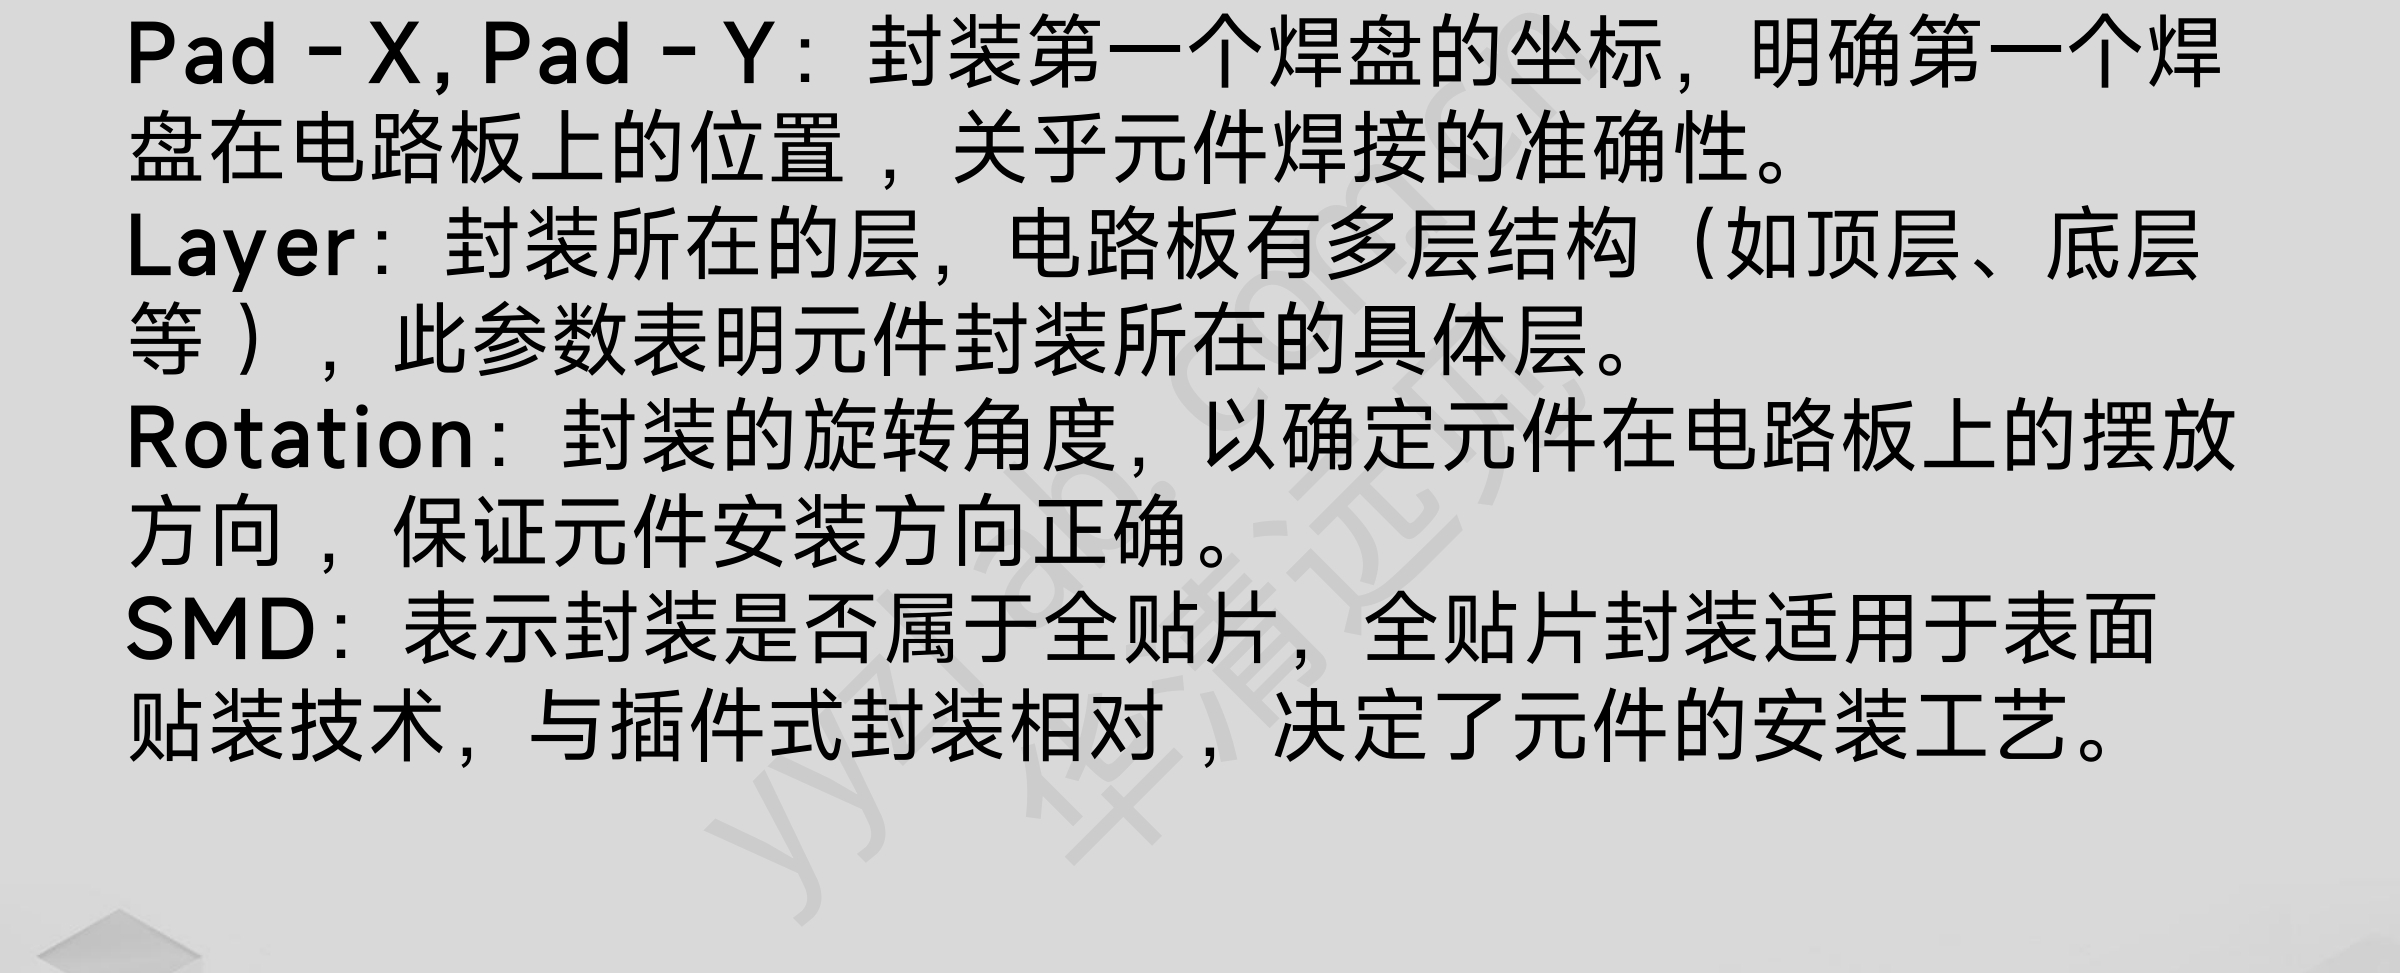 Pad - X, Pad - Y：封装第一个焊盘的坐标，明确第一个焊
盘在电路板上的位置 ，关乎元件焊接的准确性。
Layer：封装所在的层，电路板有多层结构（如顶层、底层
等 ），此参数表明元件封装所在的具体层。
Rotation：封装的旋转角度，以确定元件在电路板上的摆放
方向 ，保证元件安装方向正确。
SMD：表示封装是否属于全贴片，全贴片封装适用于表面
贴装技术，与插件式封装相对 ，决定了元件的安装工艺。
yyzlab.com.cn
华清远见